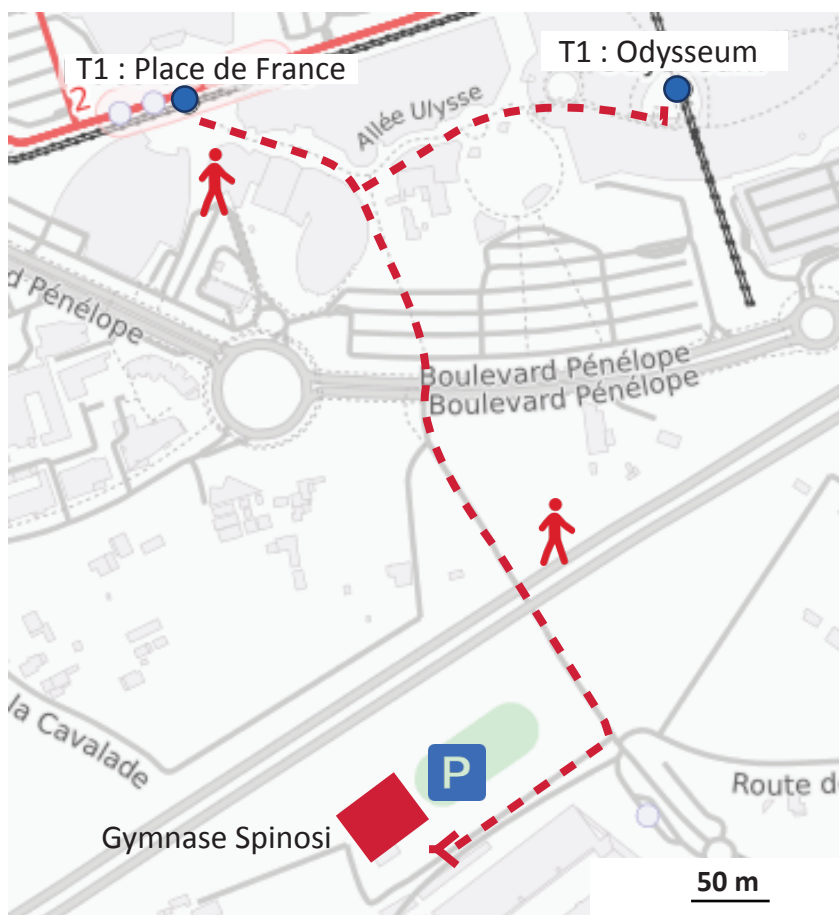 T1 : Place de France
T1 : Odysseum
2
Allée Ulysse
d Pénélope
Boulevard Pénélope
Boulevard Pénélope
la Cavalade
P
Route d
Gymnase Spinosi
50 m